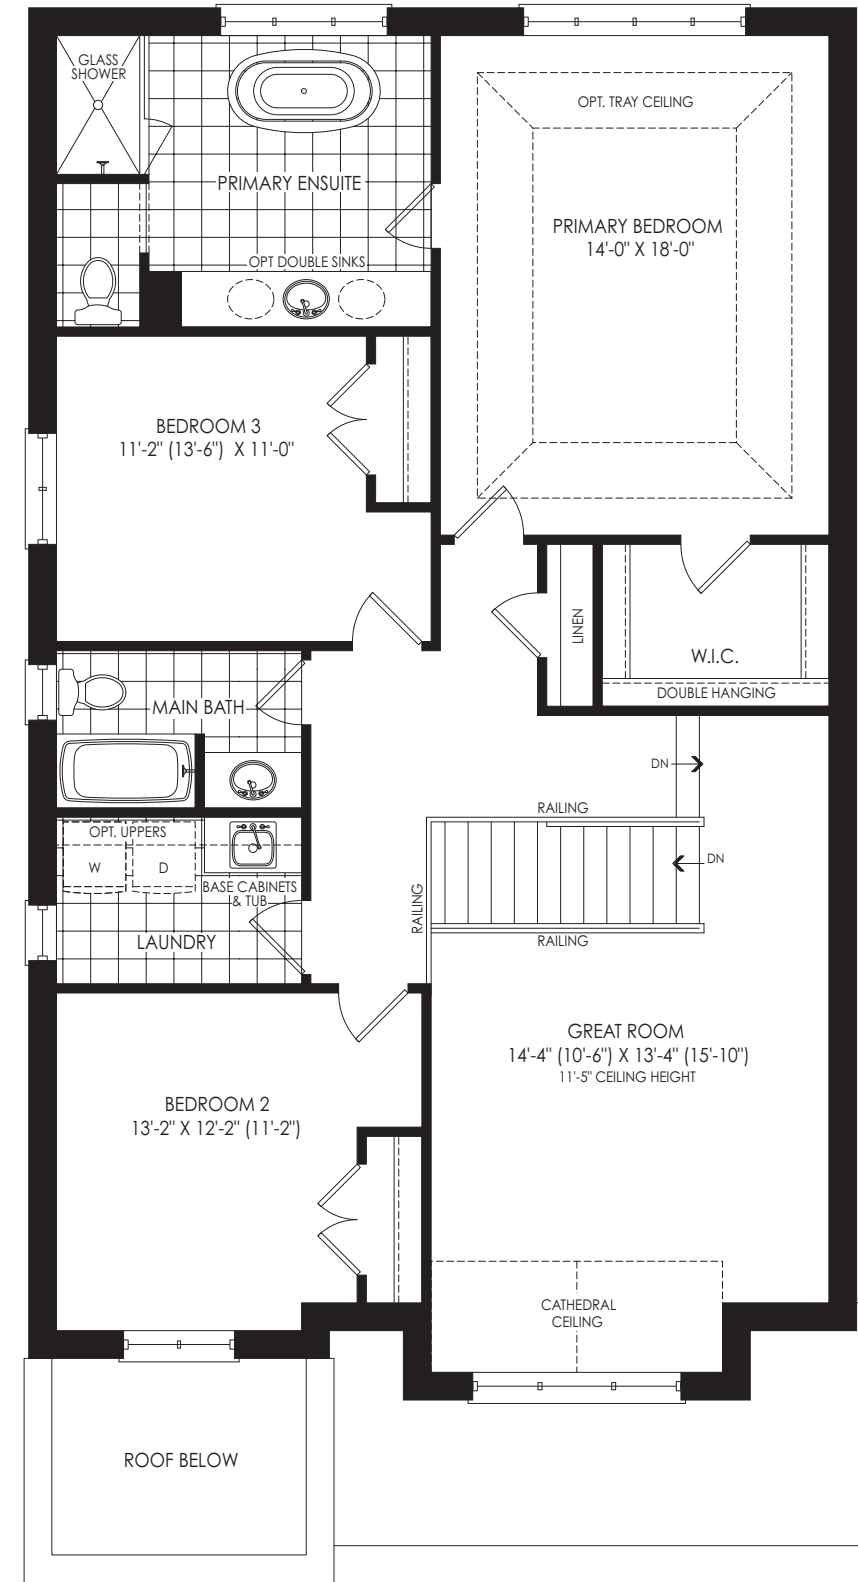 GLASS
SHOWER
OPT. TRAY CEILING
PRIMARY ENSUITE
PRIMARY BEDROOM
14'-0" X 18'-0"
OPT DOUBLE SINKS
BEDROOM 3
11'-2" (13'-6") X 11'-0"
LINEN
W.I.C.
DOUBLE HANGING
MAIN BATH
DN
RAILING
OPT. UPPERS
W
D
DN
BASE CABINETS
& TUB
RAILING
LAUNDRY
RAILING
GREAT ROOM
14'-4" (10'-6") X 13'-4" (15'-10")
11'-5" CEILING HEIGHT
BEDROOM 2
13'-2" X 12'-2" (11'-2")
CATHEDRAL
CEILING
ROOF BELOW